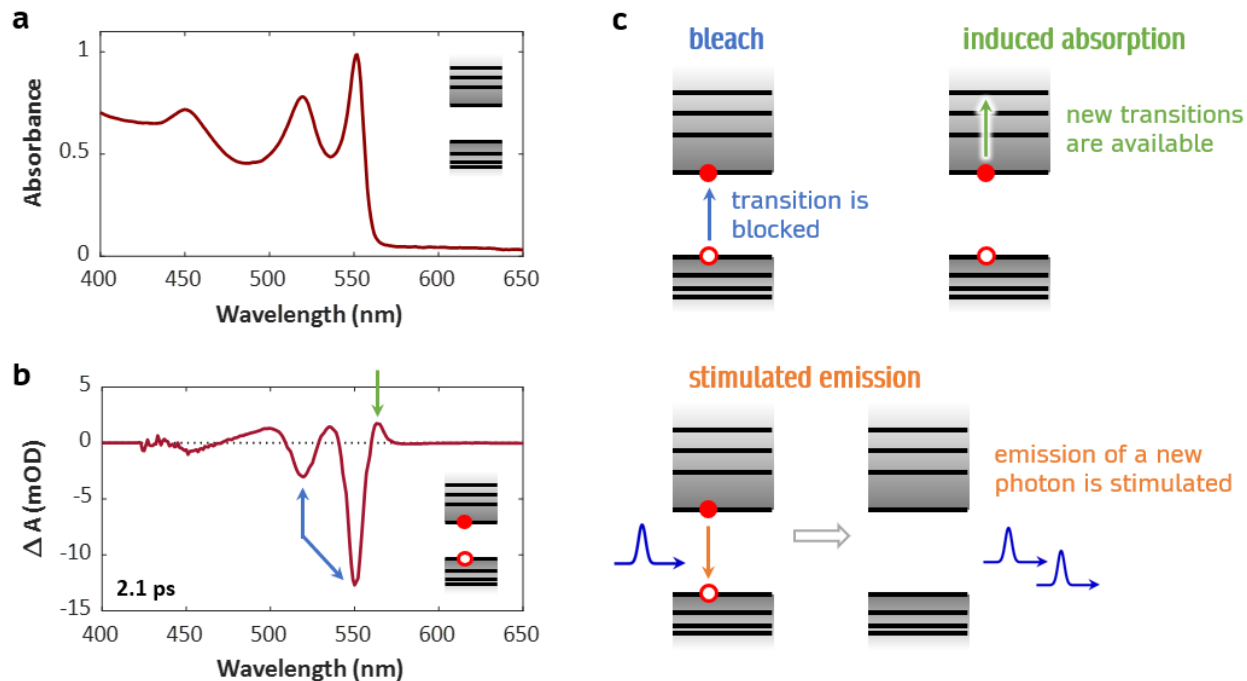 a
Absorbance
1
0.5
0
400
450
500
550
600
650
Wavelength (nm)
b
Δ A (mOD)
5
0
-5
-10
-15
2.1 ps
400
450
500
550
600
650
Wavelength (nm)
c
bleach
transition is
blocked
induced absorption
new transitions
are available
stimulated emission
emission of a new
photon is stimulated